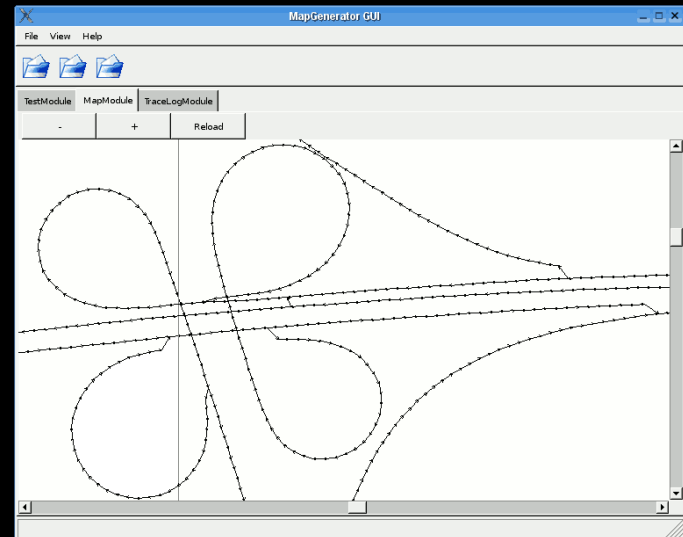 MapGenerator GUI
File View Help
TestModule MapModule TraceLogModule
- + Reload